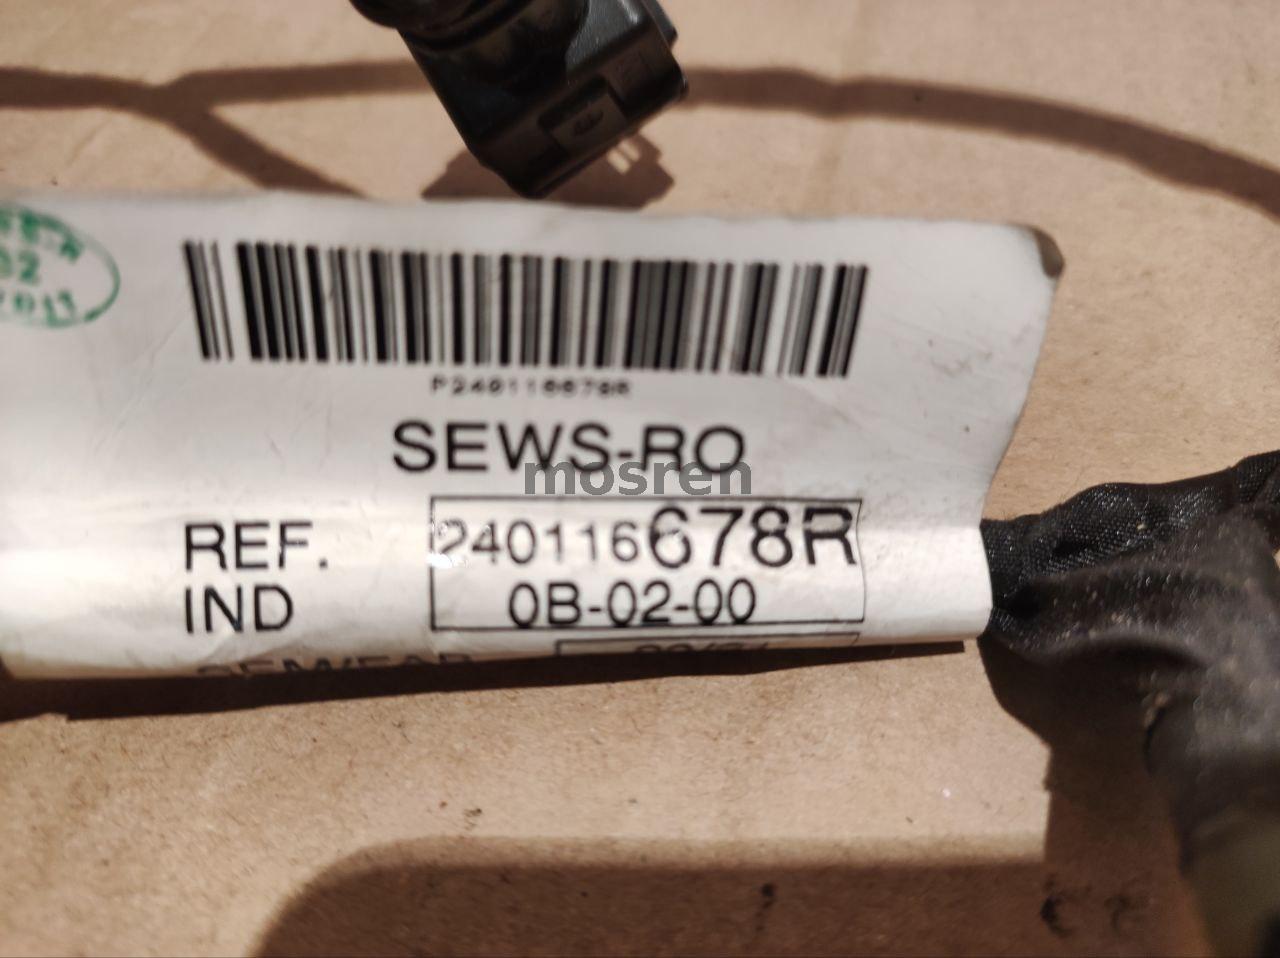 P240116678R
SEWS-RO
mosren
REF. 240116678R
IND 0B-02-00